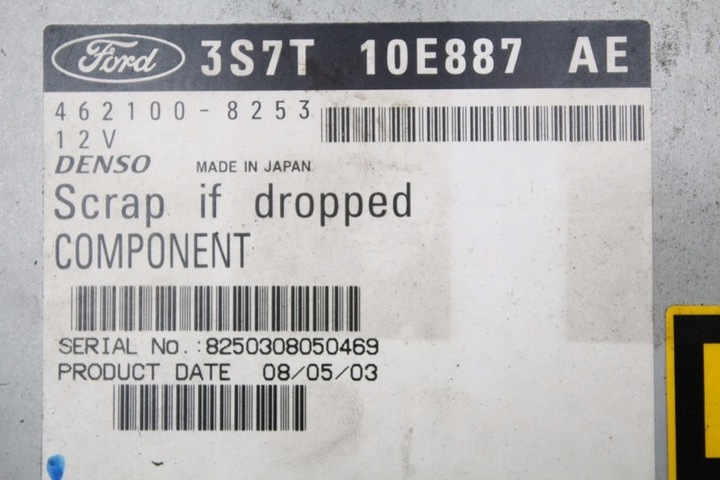 Ford 3S7T 10E887 AE
462100-8253
12V
DENSO MADE IN JAPAN
Scrap if dropped
COMPONENT
SERIAL No.:8250308050469
PRODUCT DATE 08/05/03